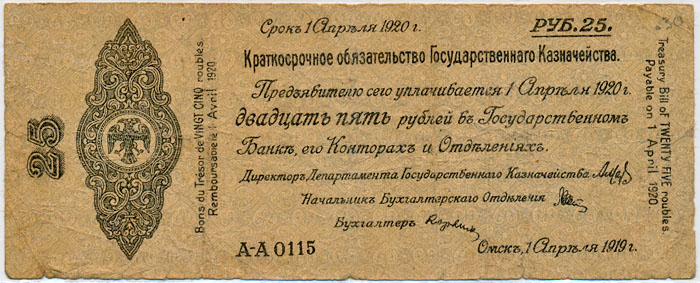 Срокъ 1 Апрѣля 1920 г.
РУБ. 25.
Краткосрочное обязательство Государственнаго Казначейства.
Предъявителю сего уплачивается 1 Апрѣля 1920 г.
двадцать пять рублей въ Государственномъ
Банкѣ, его Конторахъ и Отдѣленіяхъ.
Директоръ Департамента Государственнаго Казначейства
Начальникъ Бухгалтерскаго Отдѣленія
Бухгалтеръ
А-А 0115
Омскъ, 1 Апрѣля 1919 г.
25
Bons du Trésor de VINGT CINQ roubles.
Remboursable 1 Avril 1920.
Treasury Bill of TWENTY FIVE roubles.
Payable on 1 April 1920.